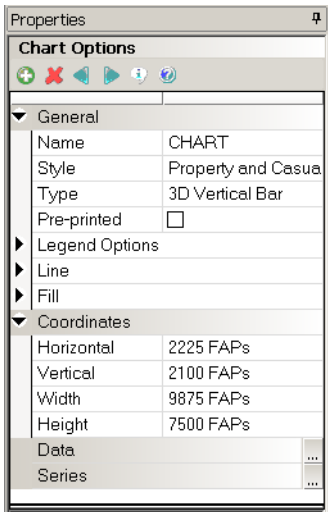 Properties
Chart Options
General
Name CHART
Style Property and Casua
Type 3D Vertical Bar
Pre-printed
Legend Options
Line
Fill
Coordinates
Horizontal 2225 FAPs
Vertical 2100 FAPs
Width 9875 FAPs
Height 7500 FAPs
Data ...
Series ...